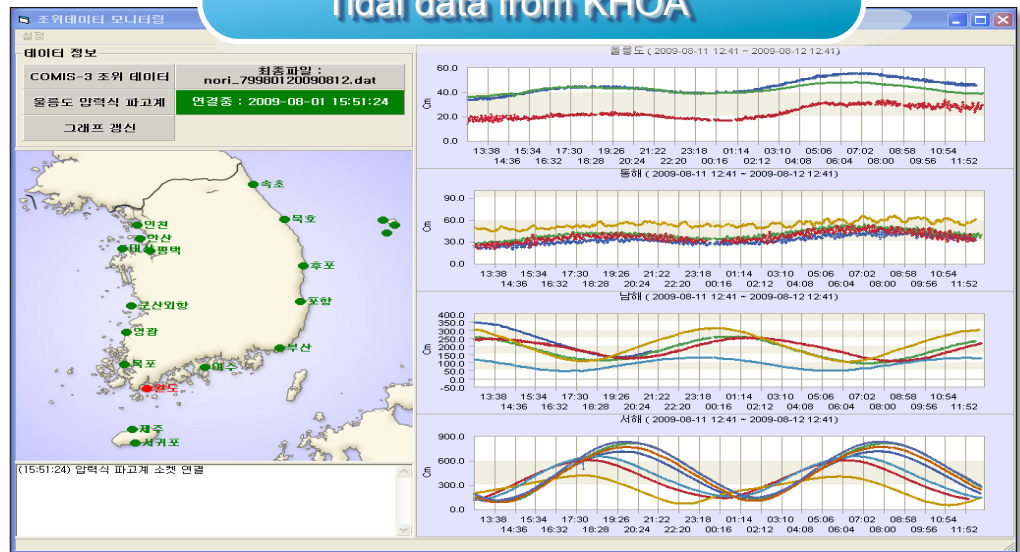 Tidal data from KHOA
조위데이터 모니터링
설정
데이터 정보
COMIS-3 조위 데이터
최종파일 :
nori_79980120090812.dat
울릉도 압력식 파고계
연결중 : 2009-08-01 15:51:24
그래프 갱신
속초
묵호
인천
안산
평택
후포
군산외항
포항
영광
부산
목포
여수
완도
제주
서귀포
(15:51:24) 압력식 파고계 소켓 연결
울릉도 ( 2009-08-11 12:41 ~ 2009-08-12 12:41)
60.0
40.0
20.0
0.0
Cm
13:38 15:34 17:30 19:26 21:22 23:18 01:14 03:10 05:06 07:02 08:58 10:54
14:36 16:32 18:28 20:24 22:20 00:16 02:12 04:08 06:04 08:00 09:56 11:52
동해 ( 2009-08-11 12:41 ~ 2009-08-12 12:41)
90.0
60.0
30.0
0.0
Cm
13:38 15:34 17:30 19:26 21:22 23:18 01:14 03:10 05:06 07:02 08:58 10:54
14:36 16:32 18:28 20:24 22:20 00:16 02:12 04:08 06:04 08:00 09:56 11:52
남해 ( 2009-08-11 12:41 ~ 2009-08-12 12:41)
400.0
350.0
300.0
250.0
200.0
150.0
100.0
50.0
0.0
-50.0
Cm
13:38 15:34 17:30 19:26 21:22 23:18 01:14 03:10 05:06 07:02 08:58 10:54
14:36 16:32 18:28 20:24 22:20 00:16 02:12 04:08 06:04 08:00 09:56 11:52
서해 ( 2009-08-11 12:41 ~ 2009-08-12 12:41)
900.0
600.0
300.0
0.0
Cm
13:38 15:34 17:30 19:26 21:22 23:18 01:14 03:10 05:06 07:02 08:58 10:54
14:36 16:32 18:28 20:24 22:20 00:16 02:12 04:08 06:04 08:00 09:56 11:52